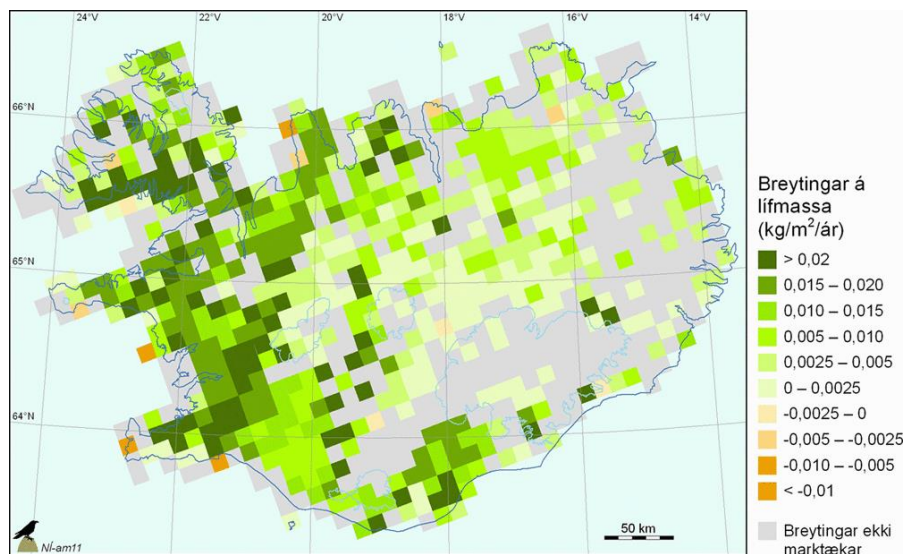 24°W 22°W 20°W 18°W 16°W 14°W
66°N
65°N
64°N
Breytingar á
lífmassa
(kg/m²/ár)
> 0,02
0,015 – 0,020
0,010 – 0,015
0,005 – 0,010
0,0025 – 0,005
0 – 0,0025
-0,0025 – 0
-0,005 – -0,0025
-0,010 – -0,005
< -0,01
Breytingar ekki
marktækar
50 km
NÍ-am11